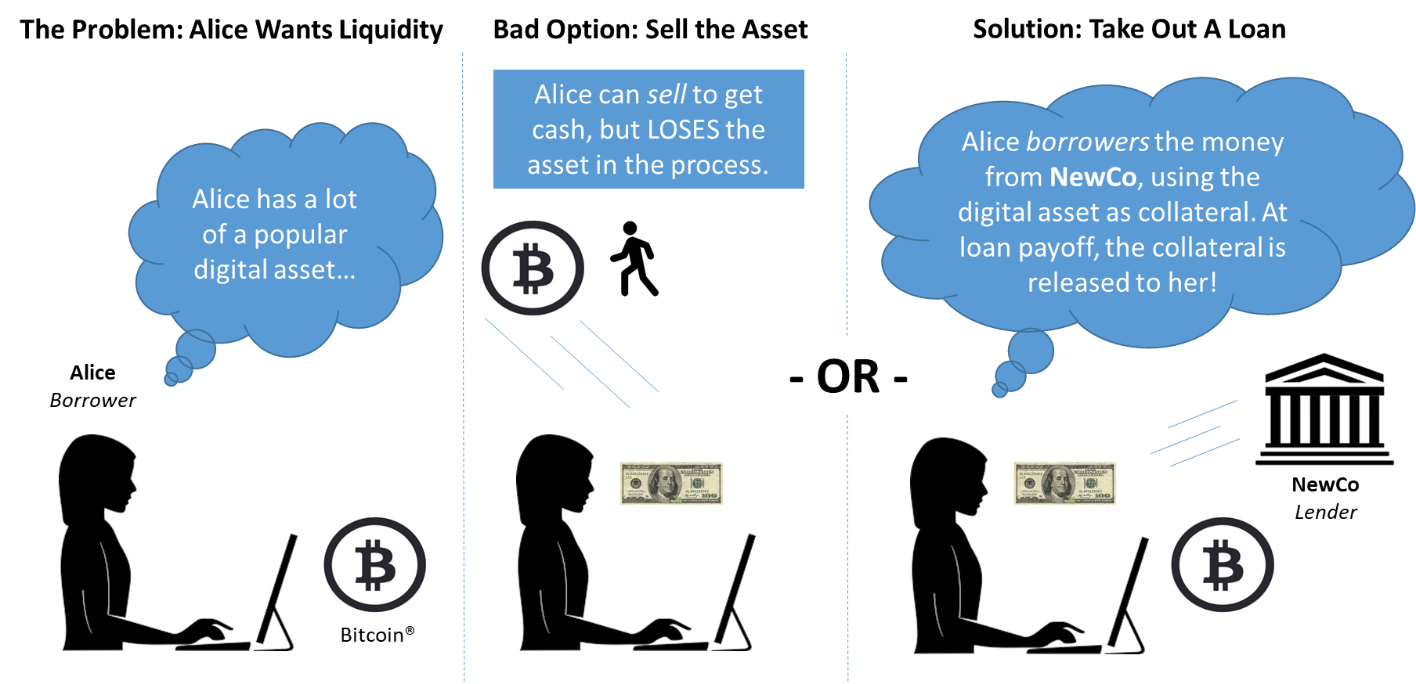 The Problem: Alice Wants Liquidity
Alice has a lot
of a popular
digital asset...
Alice
Borrower
Bitcoin®
Bad Option: Sell the Asset
Alice can sell to get
cash, but LOSES the
asset in the process.
- OR -
Solution: Take Out A Loan
Alice borrowers the money
from NewCo, using the
digital asset as collateral. At
loan payoff, the collateral is
released to her!
NewCo
Lender
100
100